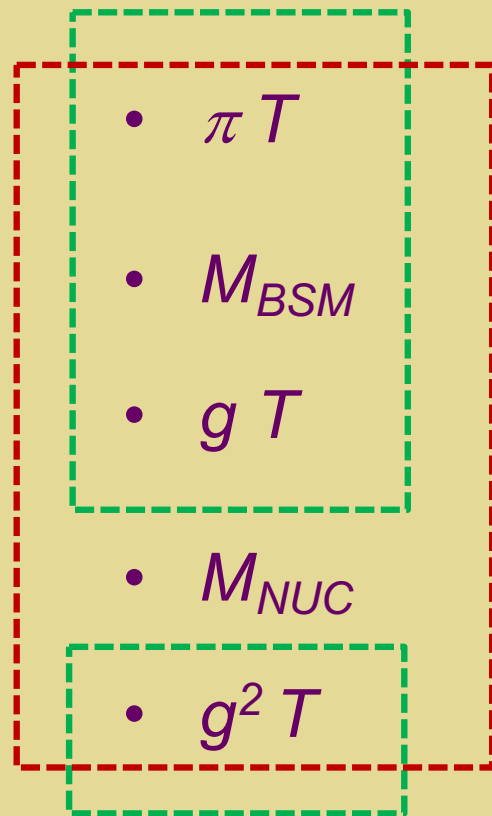 • π T
• M_BSM
• g T
• M_NUC
• g² T